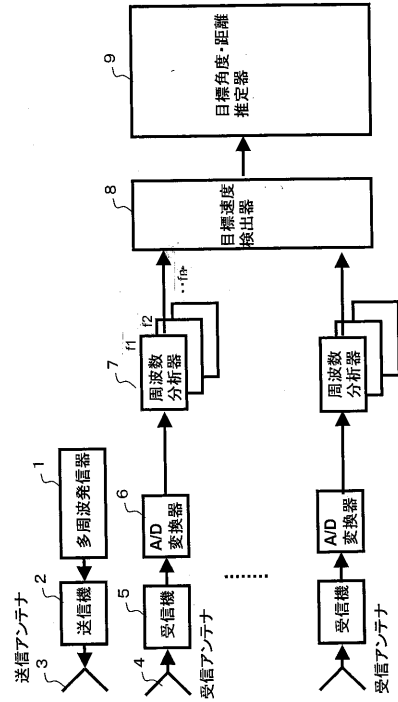 送信アンテナ
3
2
送信機
1
多周波発信器
4
受信アンテナ
5
受信機
6
A/D
変換器
7
f1
f2
‥fn
周波数
分析器
8
目標速度
検出器
9
目標角度・距離
推定器
受信アンテナ
受信機
A/D
変換器
周波数
分析器